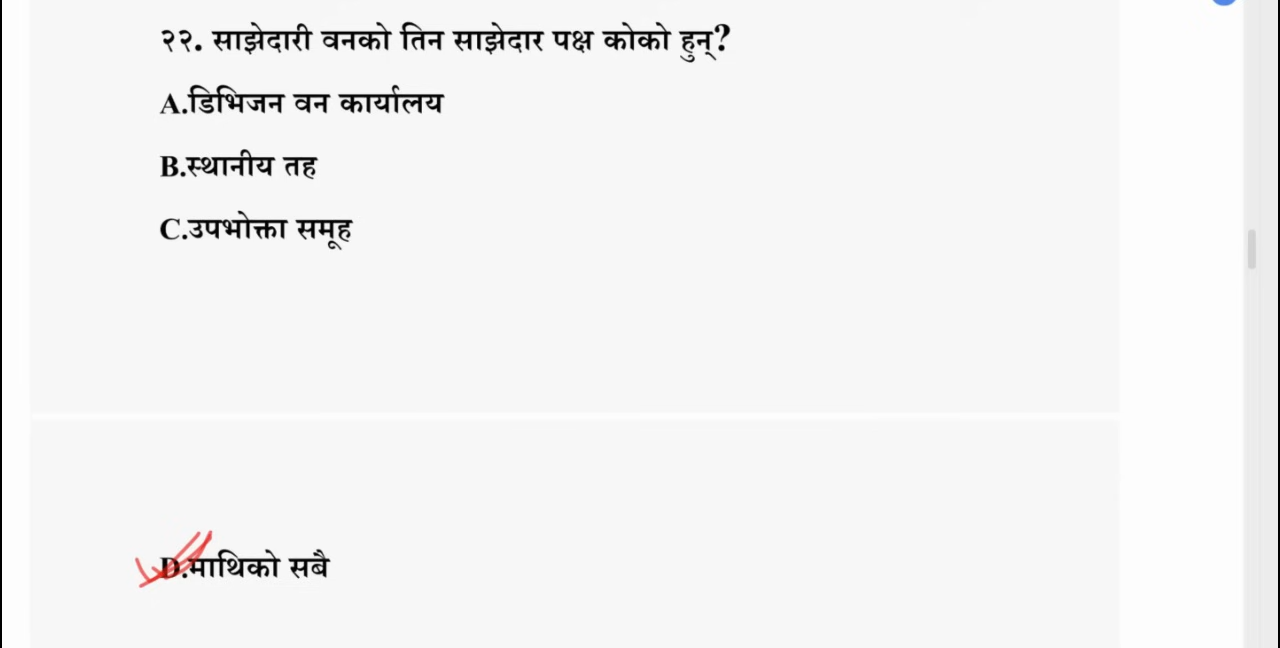 २२. साझेदारी वनको तिन साझेदार पक्ष कोको हुन्?
A.डिभिजन वन कार्यालय
B.स्थानीय तह
C.उपभोक्ता समूह
D.माथिको सबै